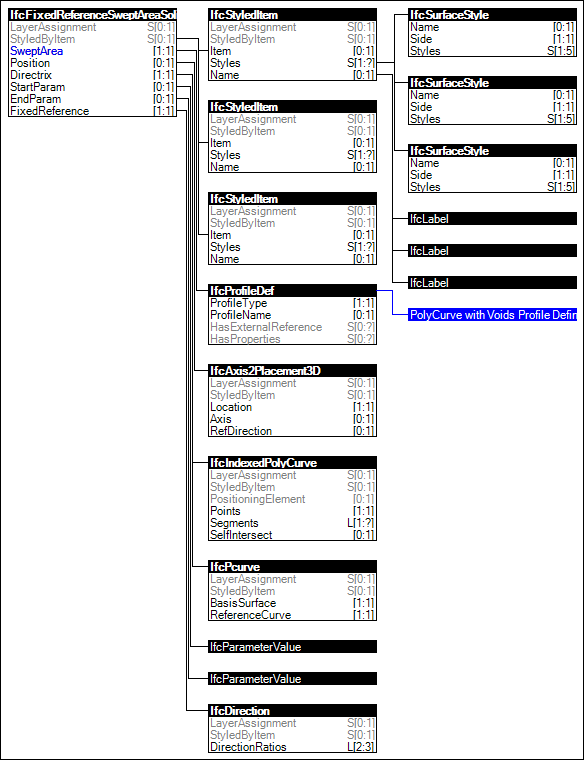 IfcFixedReferenceSweptAreaSol
LayerAssignment S[0:1]
StyledByItem S[0:1]
SweptArea [1:1]
Position [0:1]
Directrix [1:1]
StartParam [0:1]
EndParam [0:1]
FixedReference [1:1]
IfcStyledItem
LayerAssignment S[0:1]
StyledByItem S[0:1]
Item [0:1]
Styles S[1:?]
Name [0:1]
IfcStyledItem
LayerAssignment S[0:1]
StyledByItem S[0:1]
Item [0:1]
Styles S[1:?]
Name [0:1]
IfcStyledItem
LayerAssignment S[0:1]
StyledByItem S[0:1]
Item [0:1]
Styles S[1:?]
Name [0:1]
IfcProfileDef
ProfileType [1:1]
ProfileName [0:1]
HasExternalReference S[0:?]
HasProperties S[0:?]
IfcAxis2Placement3D
LayerAssignment S[0:1]
StyledByItem S[0:1]
Location [1:1]
Axis [0:1]
RefDirection [0:1]
IfcIndexedPolyCurve
LayerAssignment S[0:1]
StyledByItem S[0:1]
PositioningElement [0:1]
Points [1:1]
Segments L[1:?]
SelfIntersect [0:1]
IfcPcurve
LayerAssignment S[0:1]
StyledByItem S[0:1]
BasisSurface [1:1]
ReferenceCurve [1:1]
IfcParameterValue
IfcParameterValue
IfcDirection
LayerAssignment S[0:1]
StyledByItem S[0:1]
DirectionRatios L[2:3]
IfcSurfaceStyle
Name [0:1]
Side [1:1]
Styles S[1:5]
IfcSurfaceStyle
Name [0:1]
Side [1:1]
Styles S[1:5]
IfcSurfaceStyle
Name [0:1]
Side [1:1]
Styles S[1:5]
IfcLabel
IfcLabel
IfcLabel
PolyCurve with Voids Profile Defin